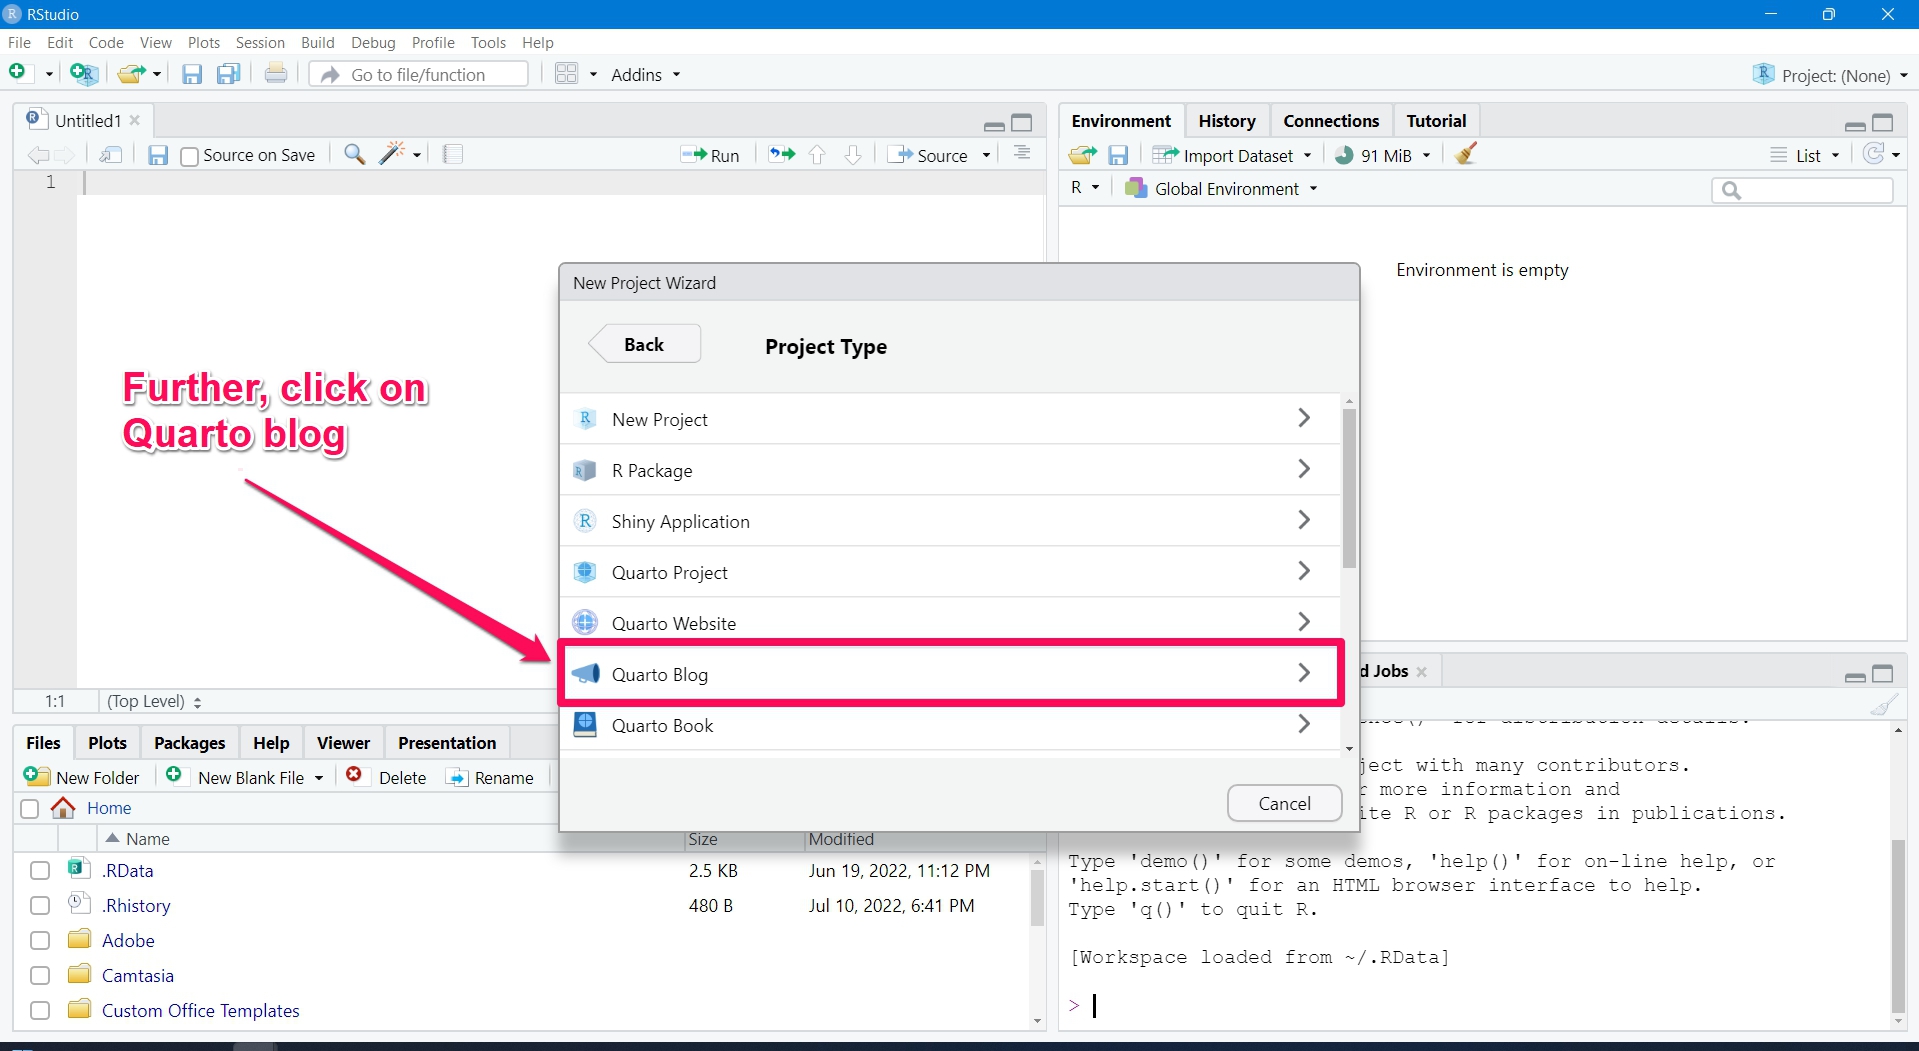 RStudio
File Edit Code View Plots Session Build Debug Profile Tools Help
Go to file/function Addins Project: (None)
Untitled1
Source on Save Run Source
1
1:1 (Top Level)
Environment History Connections Tutorial
Import Dataset 91 MiB List
R Global Environment
Environment is empty
Further, click on
Quarto blog
New Project Wizard
Back Project Type
New Project
R Package
Shiny Application
Quarto Project
Quarto Website
Quarto Blog
Quarto Book
Cancel
Files Plots Packages Help Viewer Presentation
New Folder New Blank File Delete Rename
Home
Name Size Modified
.RData 2.5 KB Jun 19, 2022, 11:12 PM
.Rhistory 480 B Jul 10, 2022, 6:41 PM
Adobe
Camtasia
Custom Office Templates
d Jobs
ject with many contributors.
more information and
ite R or R packages in publications.
Type 'demo()' for some demos, 'help()' for on-line help, or
'help.start()' for an HTML browser interface to help.
Type 'q()' to quit R.
[Workspace loaded from ~/.RData]
>